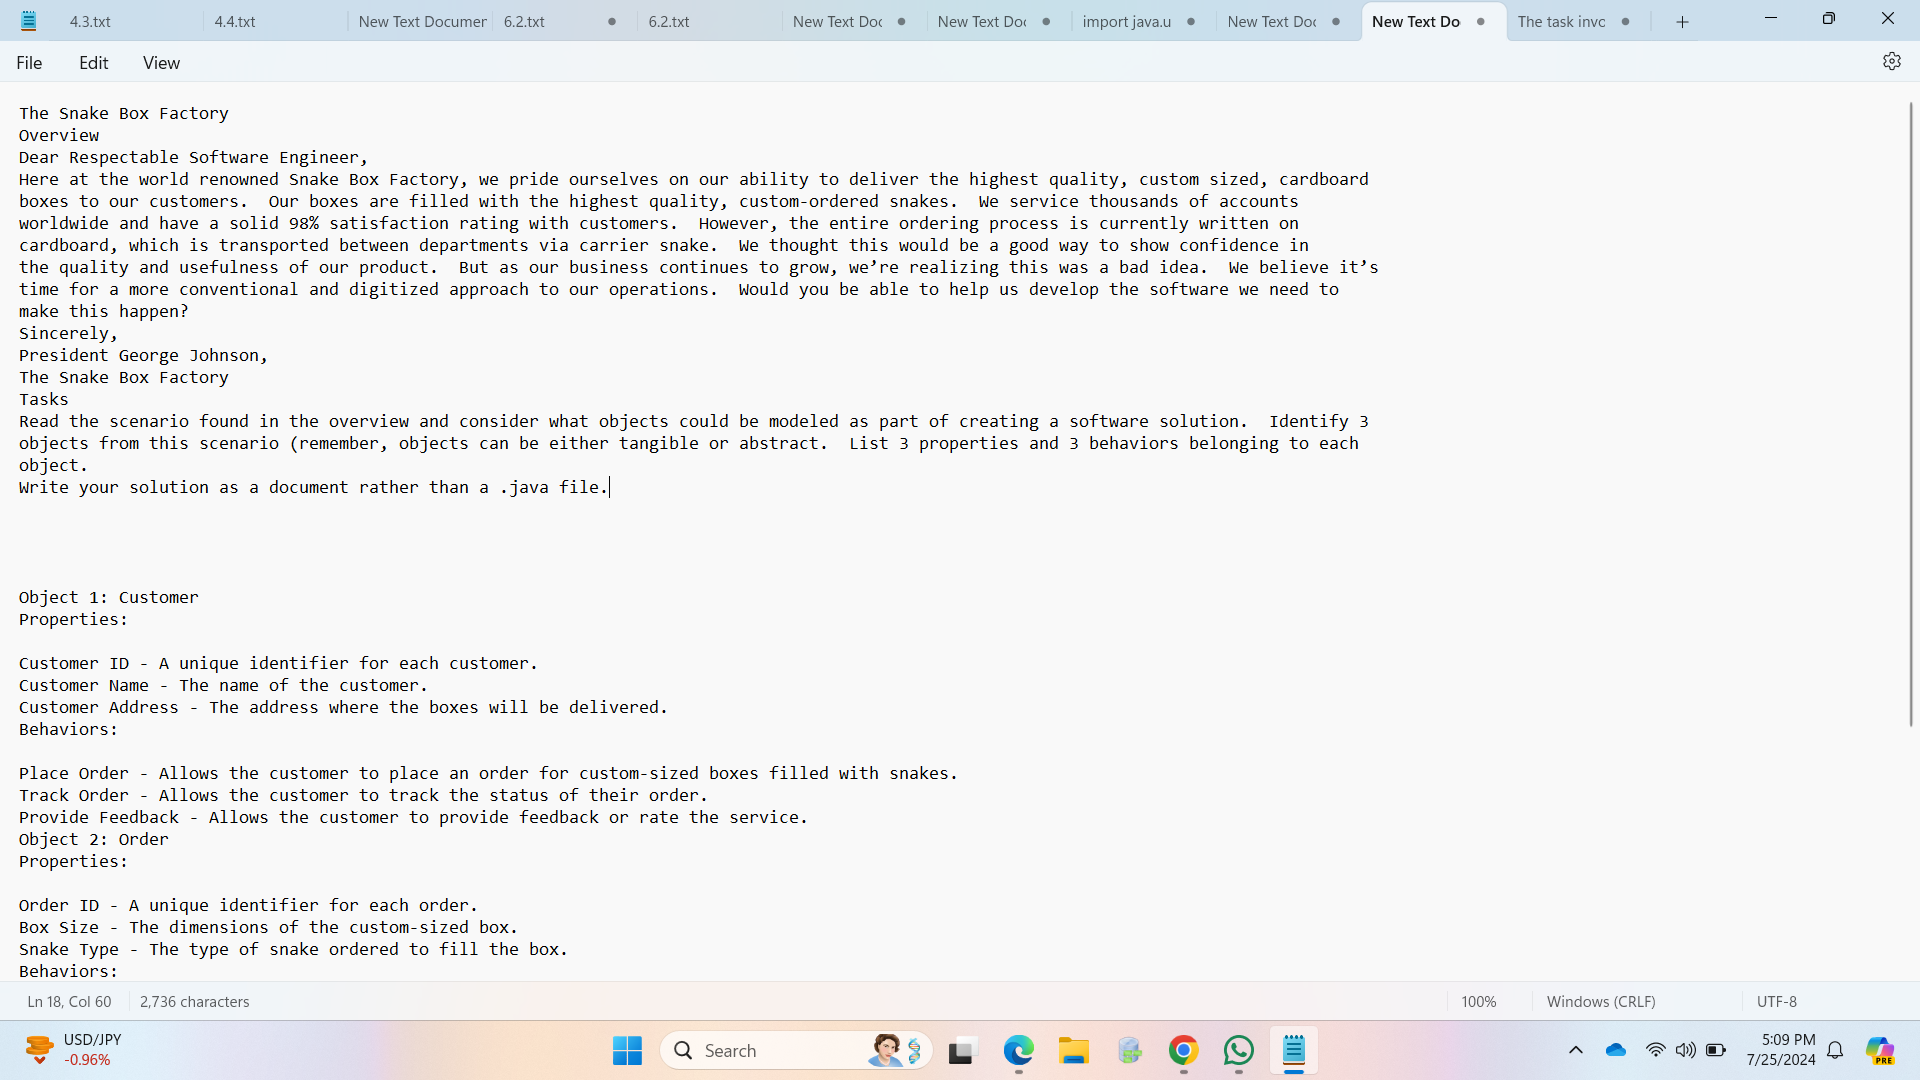 4.3.txt
4.4.txt
New Text Documen
6.2.txt
6.2.txt
New Text Doc
New Text Doc
import java.u
New Text Doc
New Text Do
The task invo
File
Edit
View
The Snake Box Factory
Overview
Dear Respectable Software Engineer,
Here at the world renowned Snake Box Factory, we pride ourselves on our ability to deliver the highest quality, custom sized, cardboard
boxes to our customers.  Our boxes are filled with the highest quality, custom-ordered snakes.  We service thousands of accounts
worldwide and have a solid 98% satisfaction rating with customers.  However, the entire ordering process is currently written on
cardboard, which is transported between departments via carrier snake.  We thought this would be a good way to show confidence in
the quality and usefulness of our product.  But as our business continues to grow, we’re realizing this was a bad idea.  We believe it’s
time for a more conventional and digitized approach to our operations.  Would you be able to help us develop the software we need to
make this happen?
Sincerely,
President George Johnson,
The Snake Box Factory
Tasks
Read the scenario found in the overview and consider what objects could be modeled as part of creating a software solution.  Identify 3
objects from this scenario (remember, objects can be either tangible or abstract.  List 3 properties and 3 behaviors belonging to each
object.
Write your solution as a document rather than a .java file.
Object 1: Customer
Properties:
Customer ID - A unique identifier for each customer.
Customer Name - The name of the customer.
Customer Address - The address where the boxes will be delivered.
Behaviors:
Place Order - Allows the customer to place an order for custom-sized boxes filled with snakes.
Track Order - Allows the customer to track the status of their order.
Provide Feedback - Allows the customer to provide feedback or rate the service.
Object 2: Order
Properties:
Order ID - A unique identifier for each order.
Box Size - The dimensions of the custom-sized box.
Snake Type - The type of snake ordered to fill the box.
Behaviors:
Ln 18, Col 60
2,736 characters
100%
Windows (CRLF)
UTF-8
USD/JPY
-0.96%
Search
5:09 PM
7/25/2024
PRE